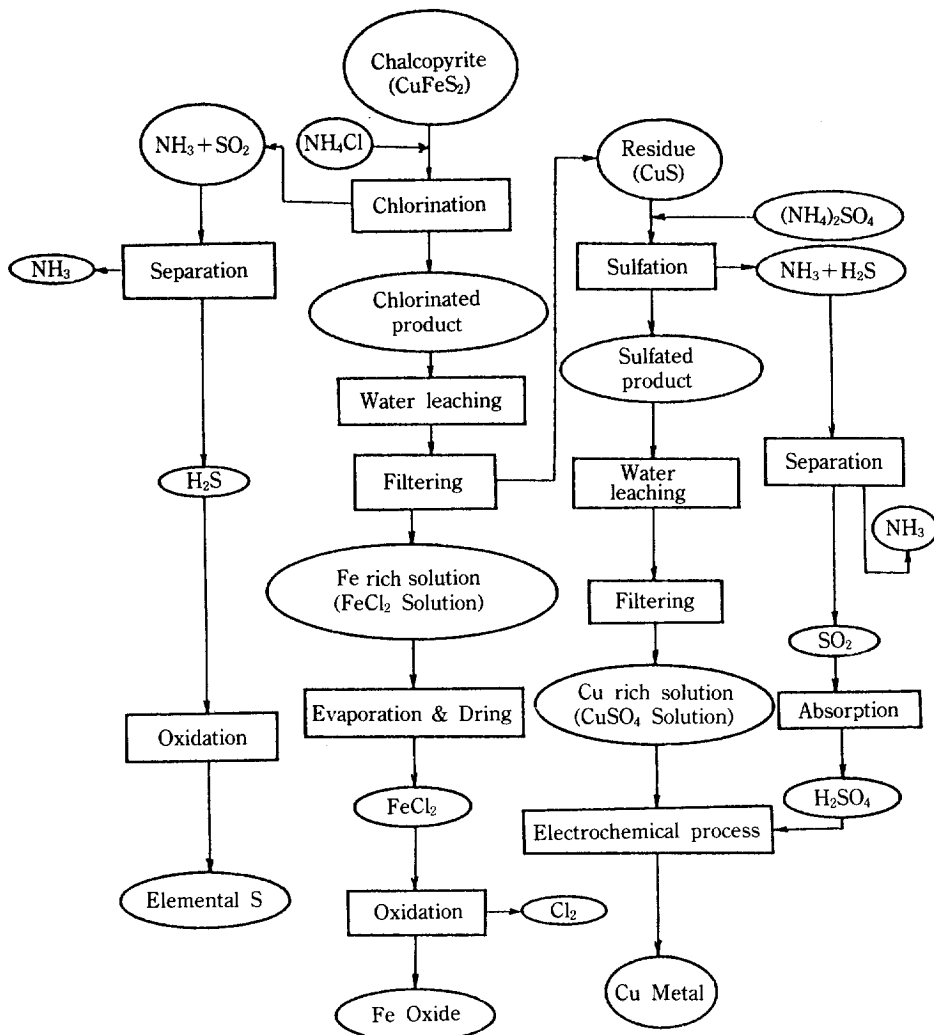 Chalcopyrite
(CuFeS₂)
NH₃+SO₂
NH₄Cl
Residue
(CuS)
Chlorination
(NH₄)₂SO₄
NH₃
Separation
Sulfation
NH₃+H₂S
Chlorinated
product
Sulfated
product
Water leaching
Separation
H₂S
Filtering
Water
leaching
NH₃
Fe rich solution
(FeCl₂ Solution)
Filtering
SO₂
Evaporation & Dring
Cu rich solution
(CuSO₄ Solution)
Absorption
Oxidation
FeCl₂
H₂SO₄
Electrochemical process
Elemental S
Oxidation
Cl₂
Fe Oxide
Cu Metal